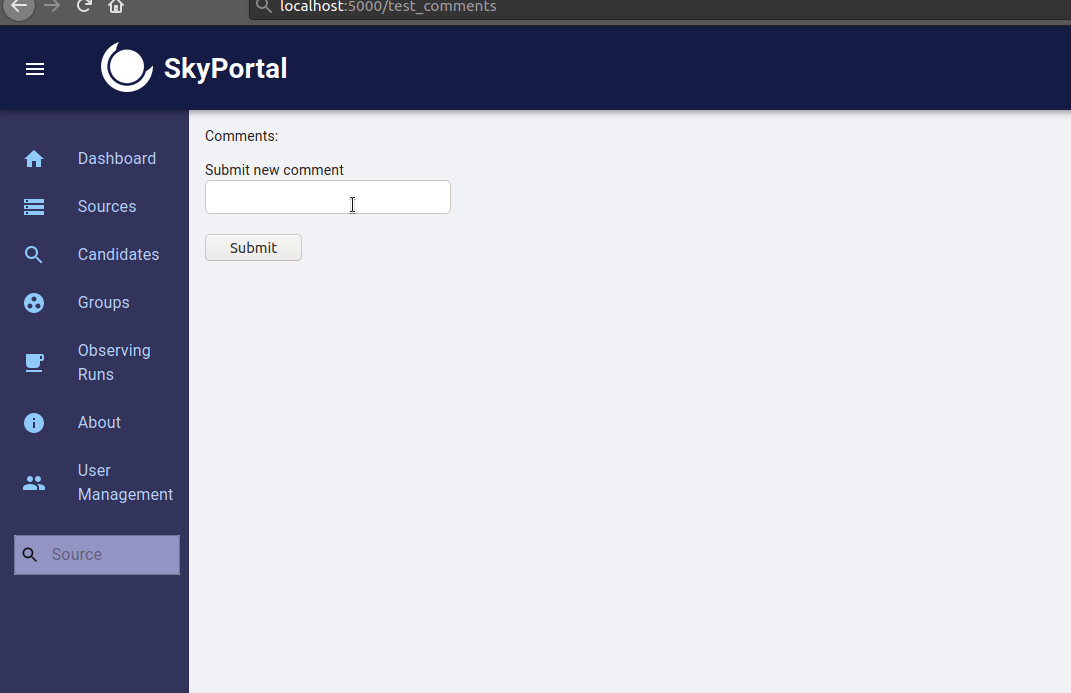 localhost:5000/test_comments
SkyPortal
Dashboard
Sources
Candidates
Groups
Observing
Runs
About
User
Management
Source
Comments:
Submit new comment
Submit